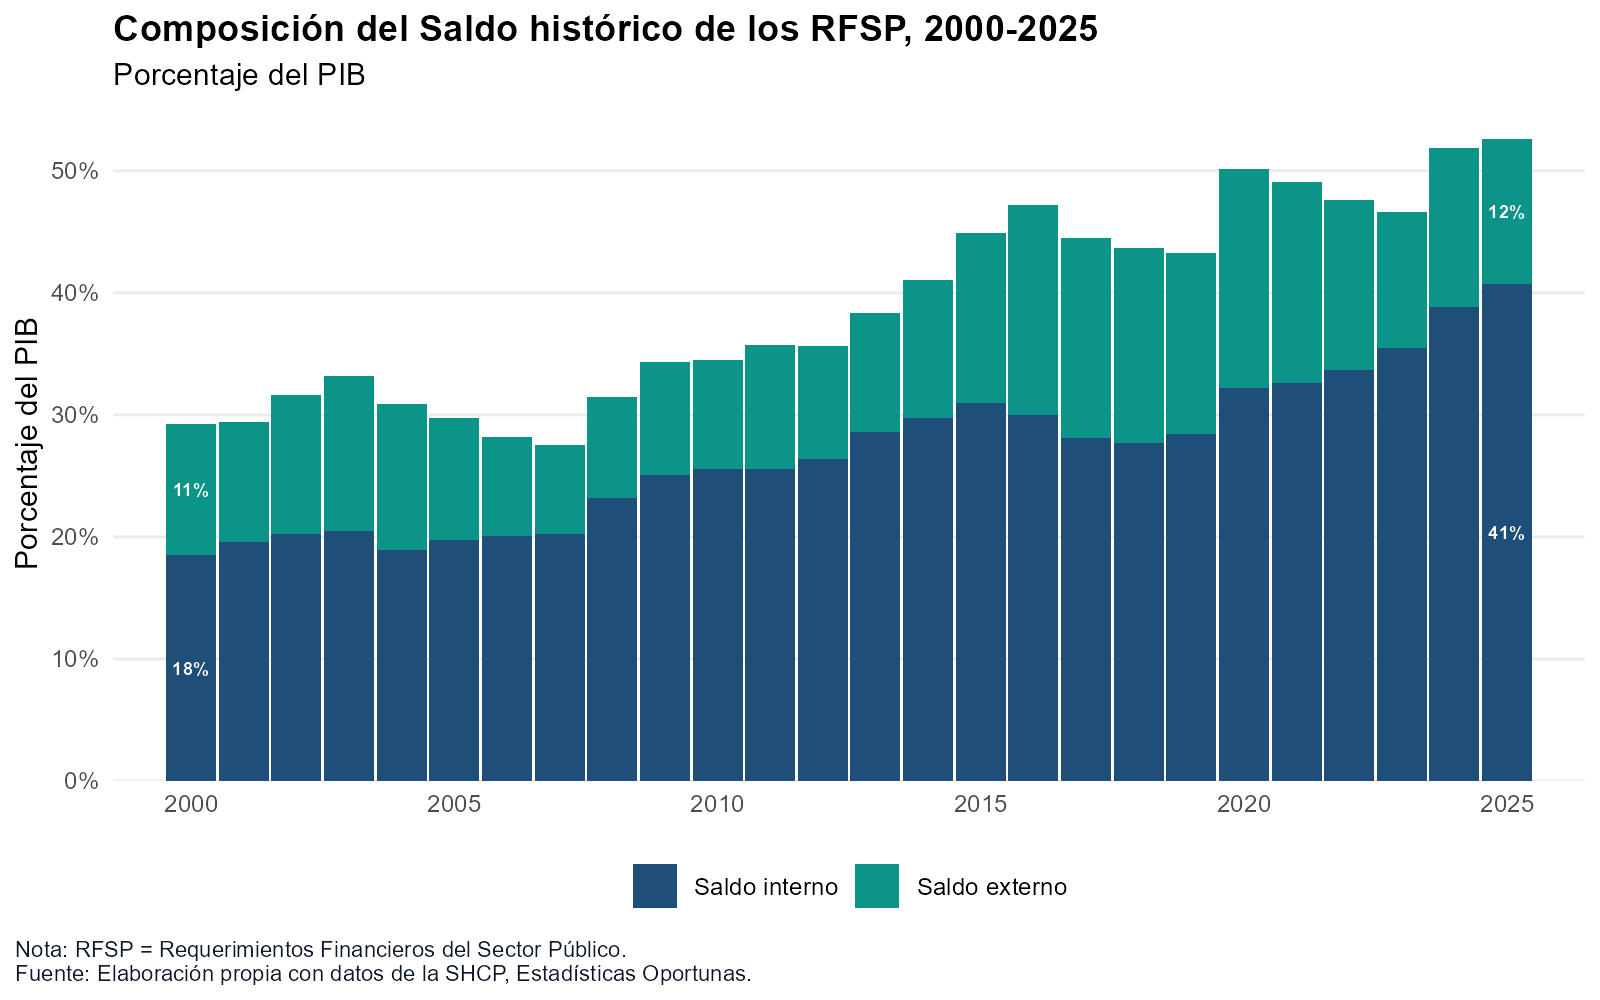 Composición del Saldo histórico de los RFSP, 2000-2025
Porcentaje del PIB
Porcentaje del PIB
50%
40%
30%
20%
10%
0%
11%
18%
12%
41%
2000 2005 2010 2015 2020 2025
Saldo interno Saldo externo
Nota: RFSP = Requerimientos Financieros del Sector Público.
Fuente: Elaboración propia con datos de la SHCP, Estadísticas Oportunas.